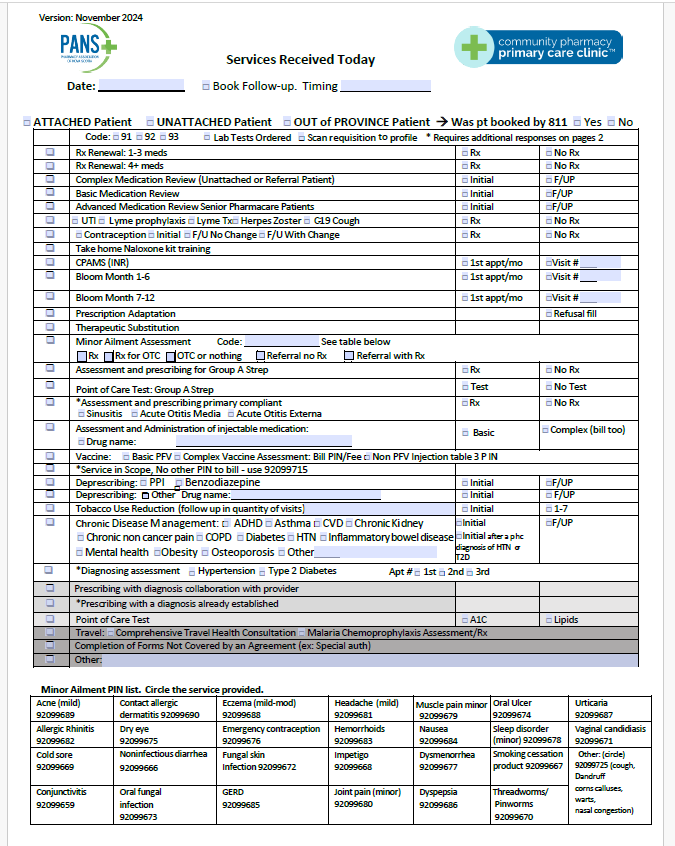 Version: November 2024
PANS
PHARMACY ASSOCIATION
OF NOVA SCOTIA
community pharmacy
primary care clinic™
Services Received Today
Date: Book Follow-up. Timing
ATTACHED Patient UNATTACHED Patient OUT of PROVINCE Patient → Was pt booked by 811 Yes No
Code: 91 92 93 Lab Tests Ordered Scan requisition to profile * Requires additional responses on pages 2
Rx Renewal: 1-3 meds Rx No Rx
Rx Renewal: 4+ meds Rx No Rx
Complex Medication Review (Unattached or Referral Patient) Initial F/UP
Basic Medication Review Initial F/UP
Advanced Medication Review Senior Pharmacare Patients Initial F/UP
UTI Lyme prophylaxis Lyme Tx Herpes Zoster C19 Cough Rx No Rx
Contraception Initial F/U No Change F/U With Change Rx No Rx
Take home Naloxone kit training
CPAMS (INR) 1st appt/mo Visit #
Bloom Month 1-6 1st appt/mo Visit #
Bloom Month 7-12 1st appt/mo Visit #
Prescription Adaptation Refusal fill
Therapeutic Substitution
Minor Ailment Assessment Code: See table below
Rx Rx for OTC OTC or nothing Referral no Rx Referral with Rx
Assessment and prescribing for Group A Strep Rx No Rx
Point of Care Test: Group A Strep Test No Test
*Assessment and prescribing primary compliant Rx No Rx
Sinusitis Acute Otitis Media Acute Otitis Externa
Assessment and Administration of injectable medication: Basic Complex (bill too)
Drug name:
Vaccine: Basic PFV Complex Vaccine Assessment: Bill PIN/Fee Non PFV Injection table 3 P IN
*Service in Scope, No other PIN to bill - use 92099715
Deprescribing: PPI Benzodiazepine Initial F/UP
Deprescribing: Other Drug name: Initial F/UP
Tobacco Use Reduction (follow up in quantity of visits) Initial 1-7
Chronic Disease Management: ADHD Asthma CVD Chronic Kidney Initial F/UP
Chronic non cancer pain COPD Diabetes HTN Inflammatory bowel disease Initial after a phc
diagnosis of HTN or
Mental health Obesity Osteoporosis Other T2D
*Diagnosing assessment Hypertension Type 2 Diabetes Apt # 1st 2nd 3rd
Prescribing with diagnosis collaboration with provider
*Prescribing with a diagnosis already established
Point of Care Test A1C Lipids
Travel: Comprehensive Travel Health Consultation Malaria Chemoprophylaxis Assessment/Rx
Completion of Forms Not Covered by an Agreement (ex: Special auth)
Other:
Minor Ailment PIN list. Circle the service provided.
Acne (mild) 92099689
Contact allergic dermatitis 92099690
Eczema (mild-mod) 92099688
Headache (mild) 92099681
Muscle pain minor 92099679
Oral Ulcer 92099674
Urticaria 92099687
Allergic Rhinitis 92099682
Dry eye 92099675
Emergency contraception 92099676
Hemorrhoids 92099683
Nausea 92099684
Sleep disorder (minor) 92099678
Vaginal candidiasis 92099671
Cold sore 92099669
Noninfectious diarrhea 92099666
Fungal skin Infection 92099672
Impetigo 92099668
Dysmenorrhea 92099677
Smoking cessation product 92099667
Other: (circle) 92099725 (cough, Dandruff corns calluses, warts, nasal congestion)
Conjunctivitis 92099659
Oral fungal infection 92099673
GERD 92099685
Joint pain (minor) 92099680
Dyspepsia 92099686
Threadworms/ Pinworms 92099670